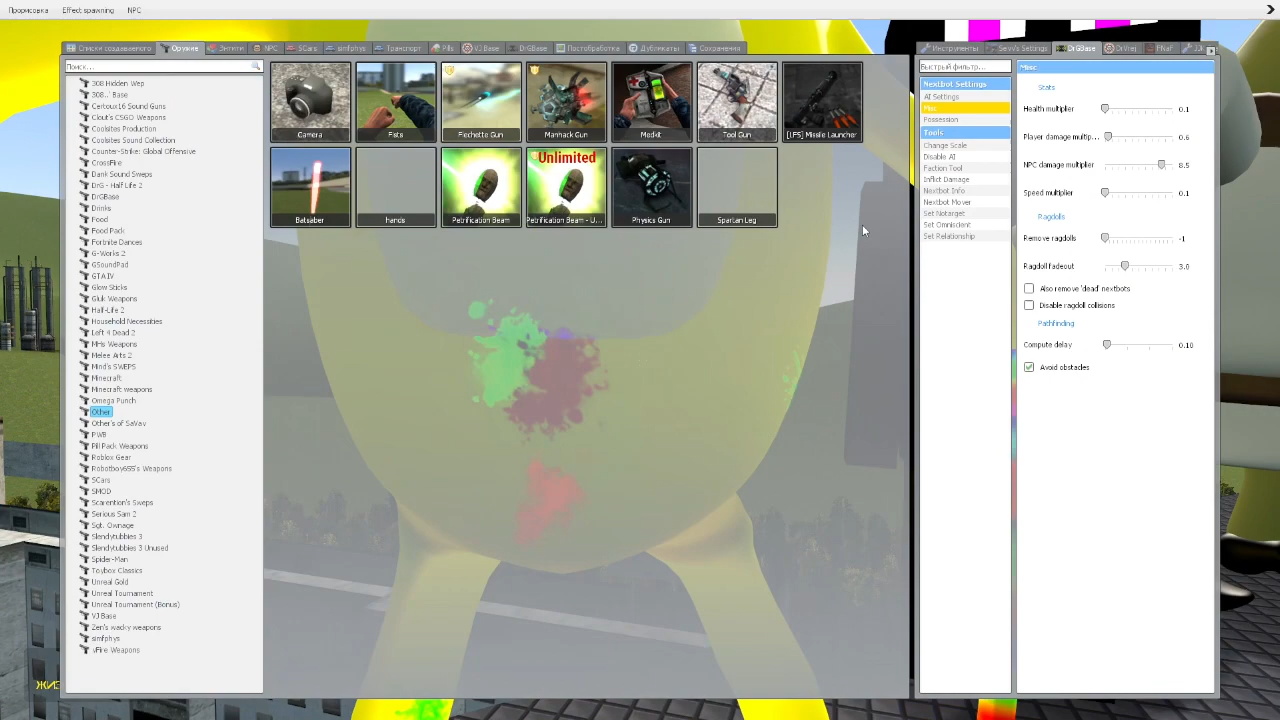 Прорисовка Effect spawning NPC
Списки создаваемого Оружие Энтити NPC SCars simfphys Транспорт Pills VJ Base DrGBase Постобработка Дубликаты Сохранения
Инструменты Sevv's Settings DrGBase DrVrej FNaF
Поиск...
308 Hidden Wep
308..' Base
Certoux16 Sound Guns
Clout's CSGO Weapons
Coolsites Production
Coolsites Sound Collection
Counter-Strike: Global Offensive
CrossFire
Dank Sound Sweps
DrG - Half Life 2
DrGBase
Drinks
Food
Food Pack
Fortnite Dances
G-Works 2
GSoundPad
GTA IV
Glow Sticks
Gluk Weapons
Half-Life 2
Household Necessities
Left 4 Dead 2
MHs Weapons
Melee Arts 2
Mind's SWEPS
Minecraft
Minecraft weapons
Omega Punch
Other
Other's of SaVav
PWB
Pill Pack Weapons
Roblox Gear
Robotboy655's Weapons
SCars
SMOD
Scarention's Sweps
Serious Sam 2
Sgt. Ownage
Slendytubbies 3
Slendytubbies 3 Unused
Spider-Man
Toybox Classics
Unreal Gold
Unreal Tournament
Unreal Tournament (Bonus)
VJ Base
Zen's wacky weapons
simfphys
vFire Weapons
Camera Fists Flechette Gun Manhack Gun Medkit Tool Gun [LFS] Missile Launcher
Unlimited
Batsaber hands Petrification Beam Petrification Beam - U... Physics Gun Spartan Leg
Быстрый фильтр...
Nextbot Settings
AI Settings
Misc
Possession
Tools
Change Scale
Disable AI
Faction Tool
Inflict Damage
Nextbot Info
Nextbot Mover
Set Notarget
Set Omniscient
Set Relationship
Misc
Stats
Health multiplier 0.1
Player damage multip... 0.6
NPC damage multiplier 8.5
Speed multiplier 0.1
Ragdolls
Remove ragdolls -1
Ragdoll fadeout 3.0
Also remove 'dead' nextbots
Disable ragdoll collisions
Pathfinding
Compute delay 0.10
Avoid obstacles